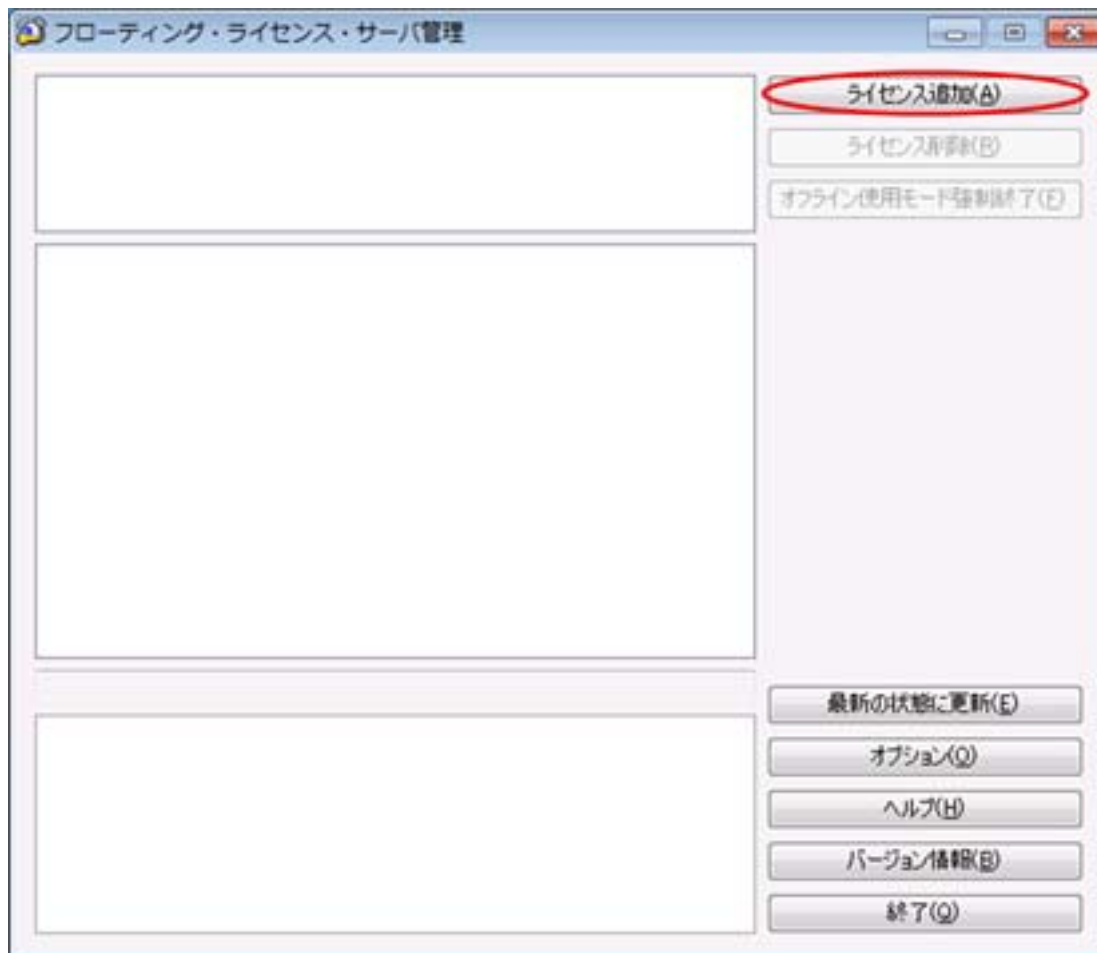 フローティング・ライセンス・サーバ管理
ライセンス追加(A)
ライセンス削除(R)
オフライン使用モード強制終了(F)
最新の状態に更新(E)
オプション(O)
ヘルプ(H)
バージョン情報(B)
終了(Q)